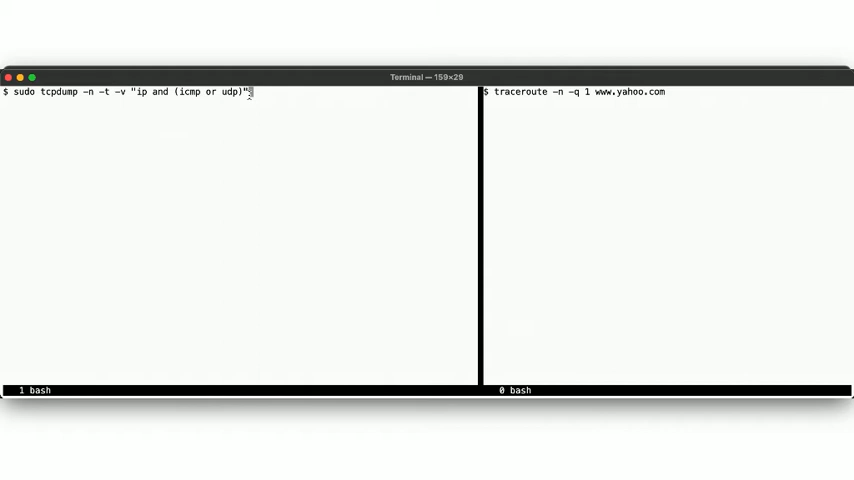 Terminal — 159×29
$ sudo tcpdump -n -t -v "ip and (icmp or udp)"
$ traceroute -n -q 1 www.yahoo.com
1 bash
0 bash